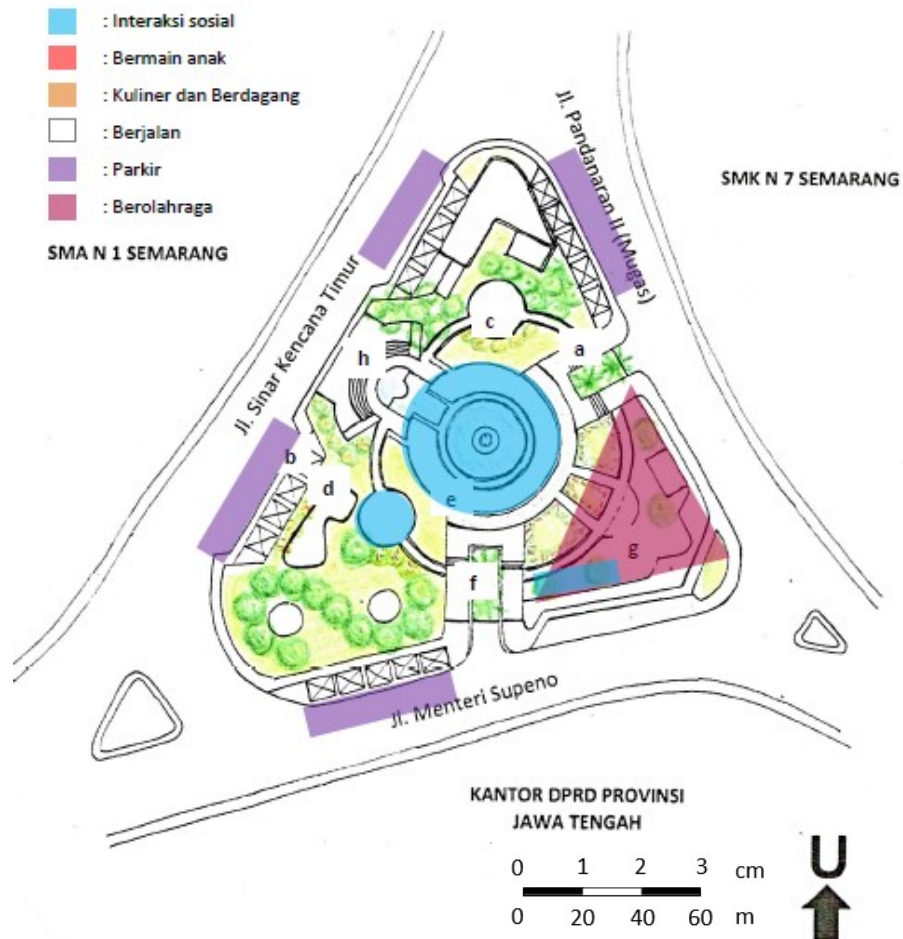 : Interaksi sosial
: Bermain anak
: Kuliner dan Berdagang
: Berjalan
: Parkir
: Berolahraga
SMA N 1 SEMARANG
SMK N 7 SEMARANG
Jl. Pandanaran II (Mugas)
Jl. Sinar Kencana Timur
c
a
h
b
d
e
g
f
Jl. Menteri Supeno
KANTOR DPRD PROVINSI
JAWA TENGAH
0 1 2 3 cm
0 20 40 60 m
U